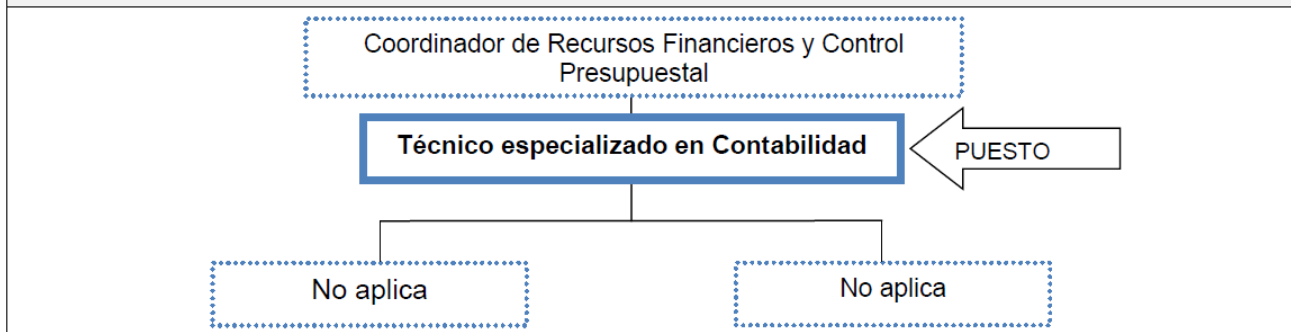 Coordinador de Recursos Financieros y Control
Presupuestal
Técnico especializado en Contabilidad
PUESTO
No aplica
No aplica